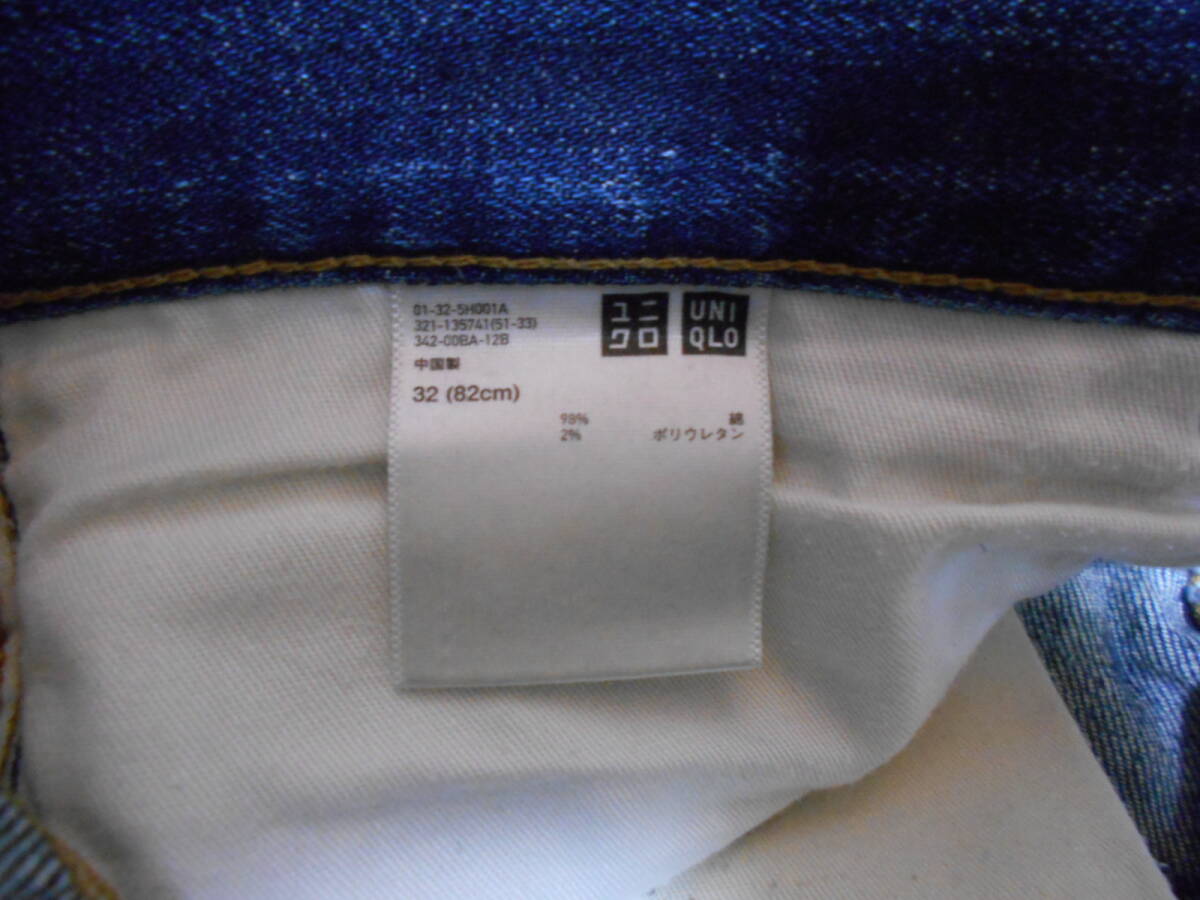 01-32-5H001A
321-135741(51-33)
342-00BA-12B
中国製
32 (82cm)
98% 綿
2% ポリウレタン
ユニ
クロ
UNI
QLO